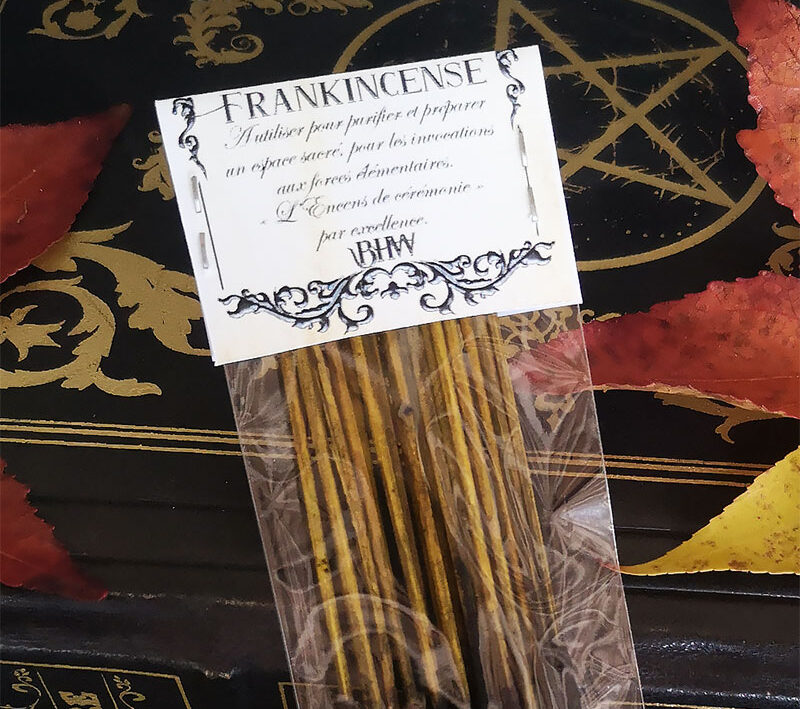 FRANKINCENSE
A utiliser pour purifier et préparer
un espace sacré, pour les invocations
aux forces élémentaires.
« L'Encens de cérémonie »
par excellence.
BHW